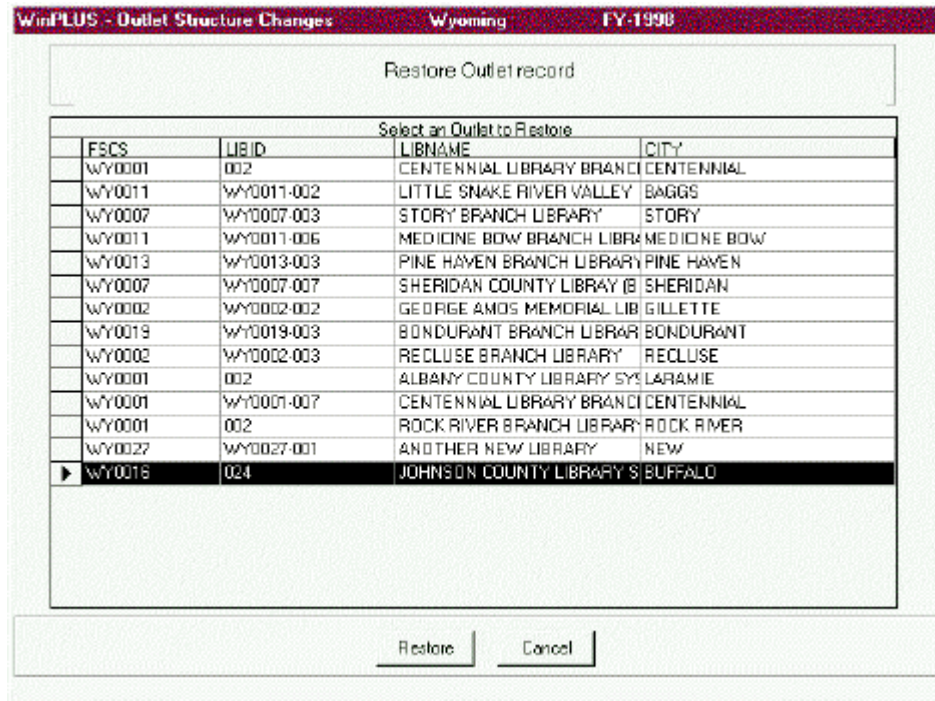 WinPLUS - Outlet Structure Changes Wyoming FY-1998
Restore Outlet record
Select an Outlet to Restore
FSCS LIBID LIBNAME CITY
WY0001 002 CENTENNIAL LIBRARY BRANCI CENTENNIAL
WY0011 WY0011-002 LITTLE SNAKE RIVER VALLEY BAGGS
WY0007 WY0007-003 STORY BRANCH LIBRARY STORY
WY0011 WY0011-006 MEDICINE BOW BRANCH LIBRA MEDICINE BOW
WY0013 WY0013-003 PINE HAVEN BRANCH LIBRARY PINE HAVEN
WY0007 WY0007-007 SHERIDAN COUNTY LIBRAY (B SHERIDAN
WY0002 WY0002-002 GEORGE AMOS MEMORIAL LIB GILLETTE
WY0019 WY0019-003 BONDURANT BRANCH LIBRAR BONDURANT
WY0002 WY0002-003 RECLUSE BRANCH LIBRARY RECLUSE
WY0001 002 ALBANY COUNTY LIBRARY SYS LARAMIE
WY0001 WY0001-007 CENTENNIAL LIBRARY BRANCI CENTENNIAL
WY0001 002 ROCK RIVER BRANCH LIBRARY ROCK RIVER
WY0027 WY0027-001 ANOTHER NEW LIBRARY NEW
WY0016 024 JOHNSON COUNTY LIBRARY S BUFFALO
Restore Cancel